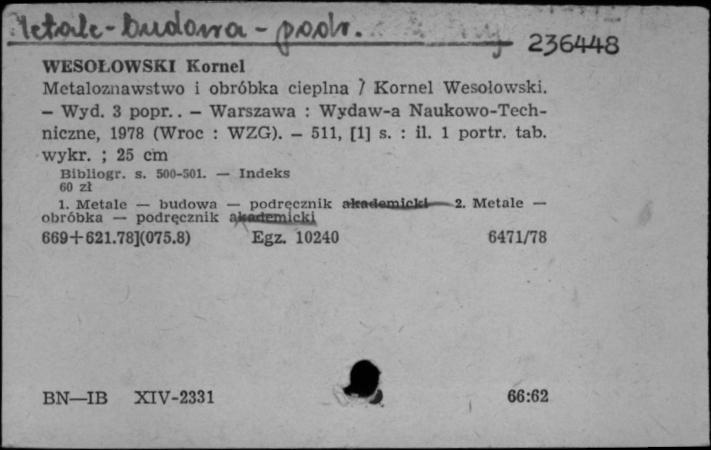 Metale-budowa-podr.
236448
WESOŁOWSKI Kornel
Metaloznawstwo i obróbka cieplna / Kornel Wesołowski.
— Wyd. 3 popr.. — Warszawa : Wydaw-a Naukowo-Tech-
niczne, 1978 (Wroc : WZG). — 511, [1] s. : il. 1 portr. tab.
wykr. ; 25 cm
Bibliogr. s. 500-501. — Indeks
60 zł
1. Metale — budowa — podręcznik akademicki 2. Metale —
obróbka — podręcznik akademicki
669+621.78](075.8) Egz. 10240 6471/78
BN—IB XIV-2331 66:62